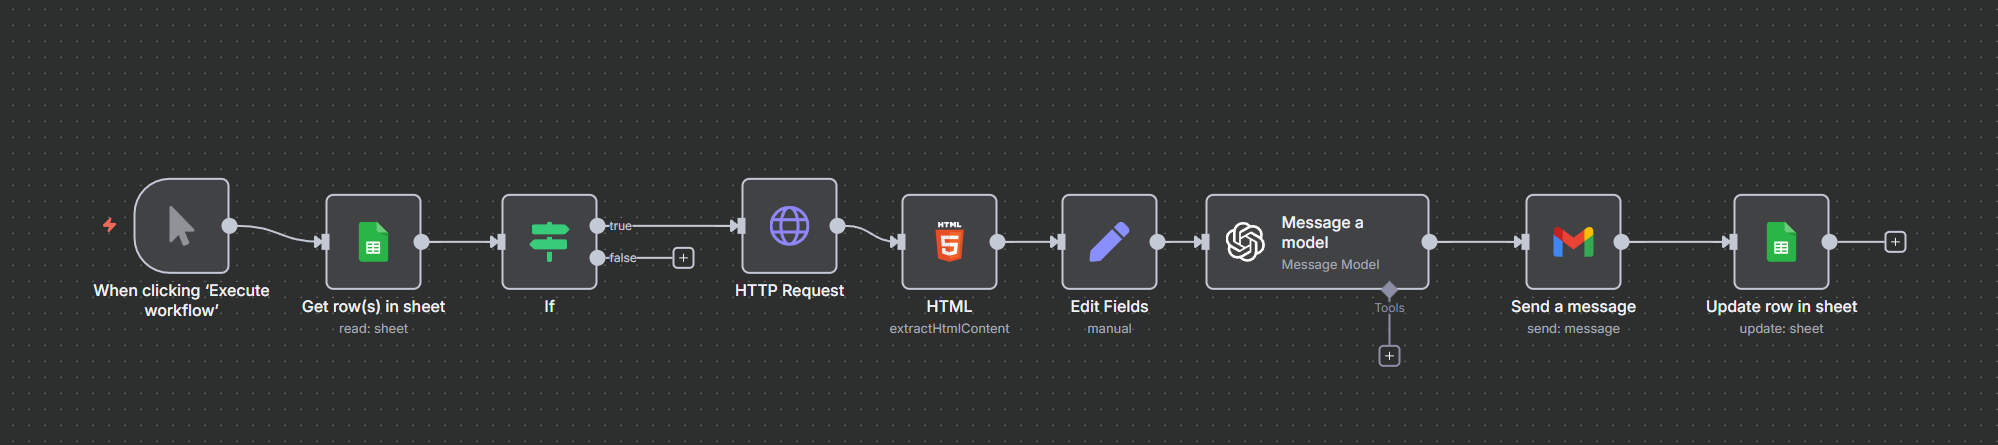 When clicking ‘Execute
workflow’
Get row(s) in sheet
read: sheet
If
true
false
HTTP Request
HTML
5
HTML
extractHtmlContent
Edit Fields
manual
Message a
model
Message Model
Tools
Send a message
send: message
Update row in sheet
update: sheet